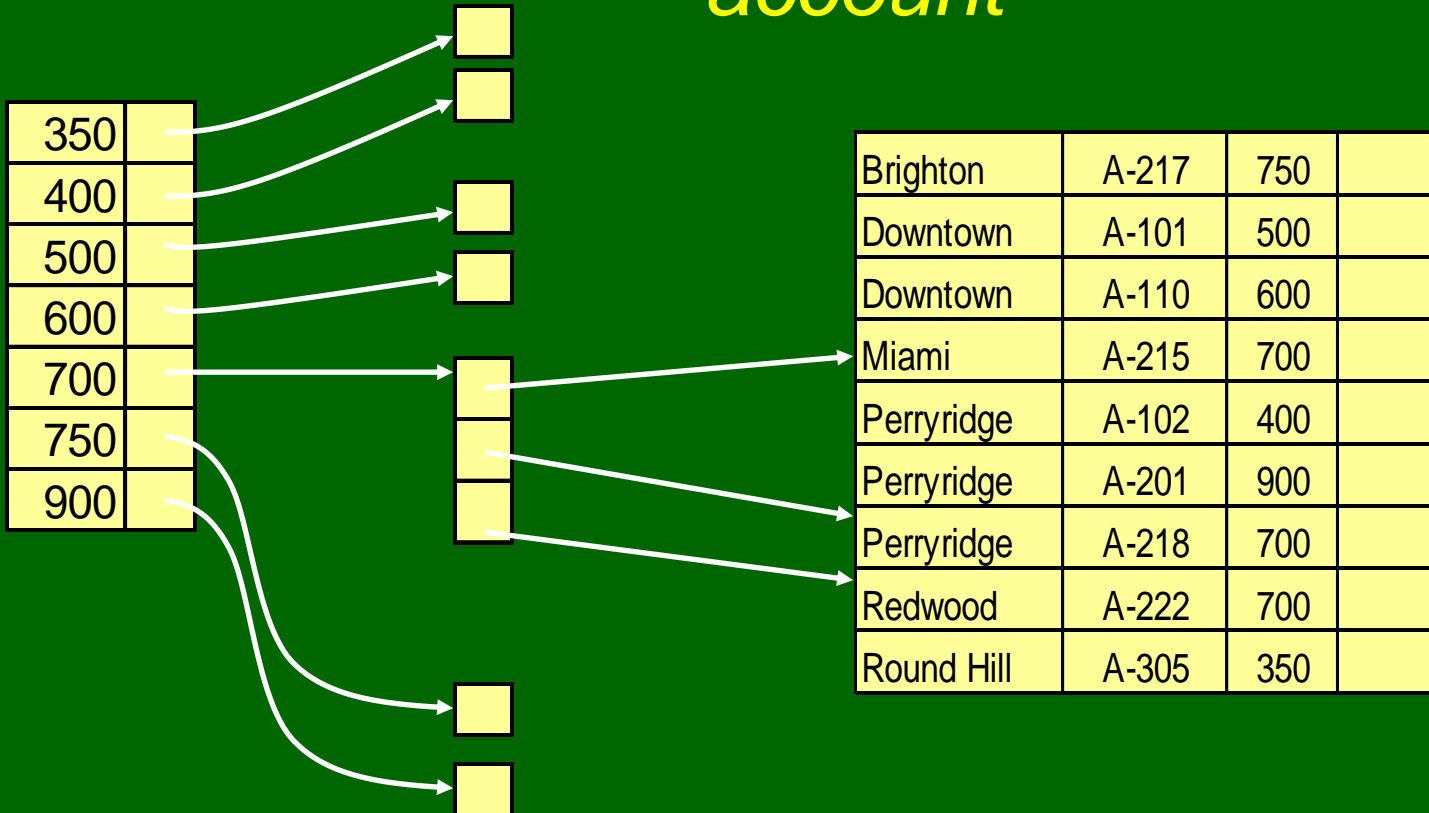 account
350
400
500
600
700
750
900
Brighton A-217 750
Downtown A-101 500
Downtown A-110 600
Miami A-215 700
Perryridge A-102 400
Perryridge A-201 900
Perryridge A-218 700
Redwood A-222 700
Round Hill A-305 350